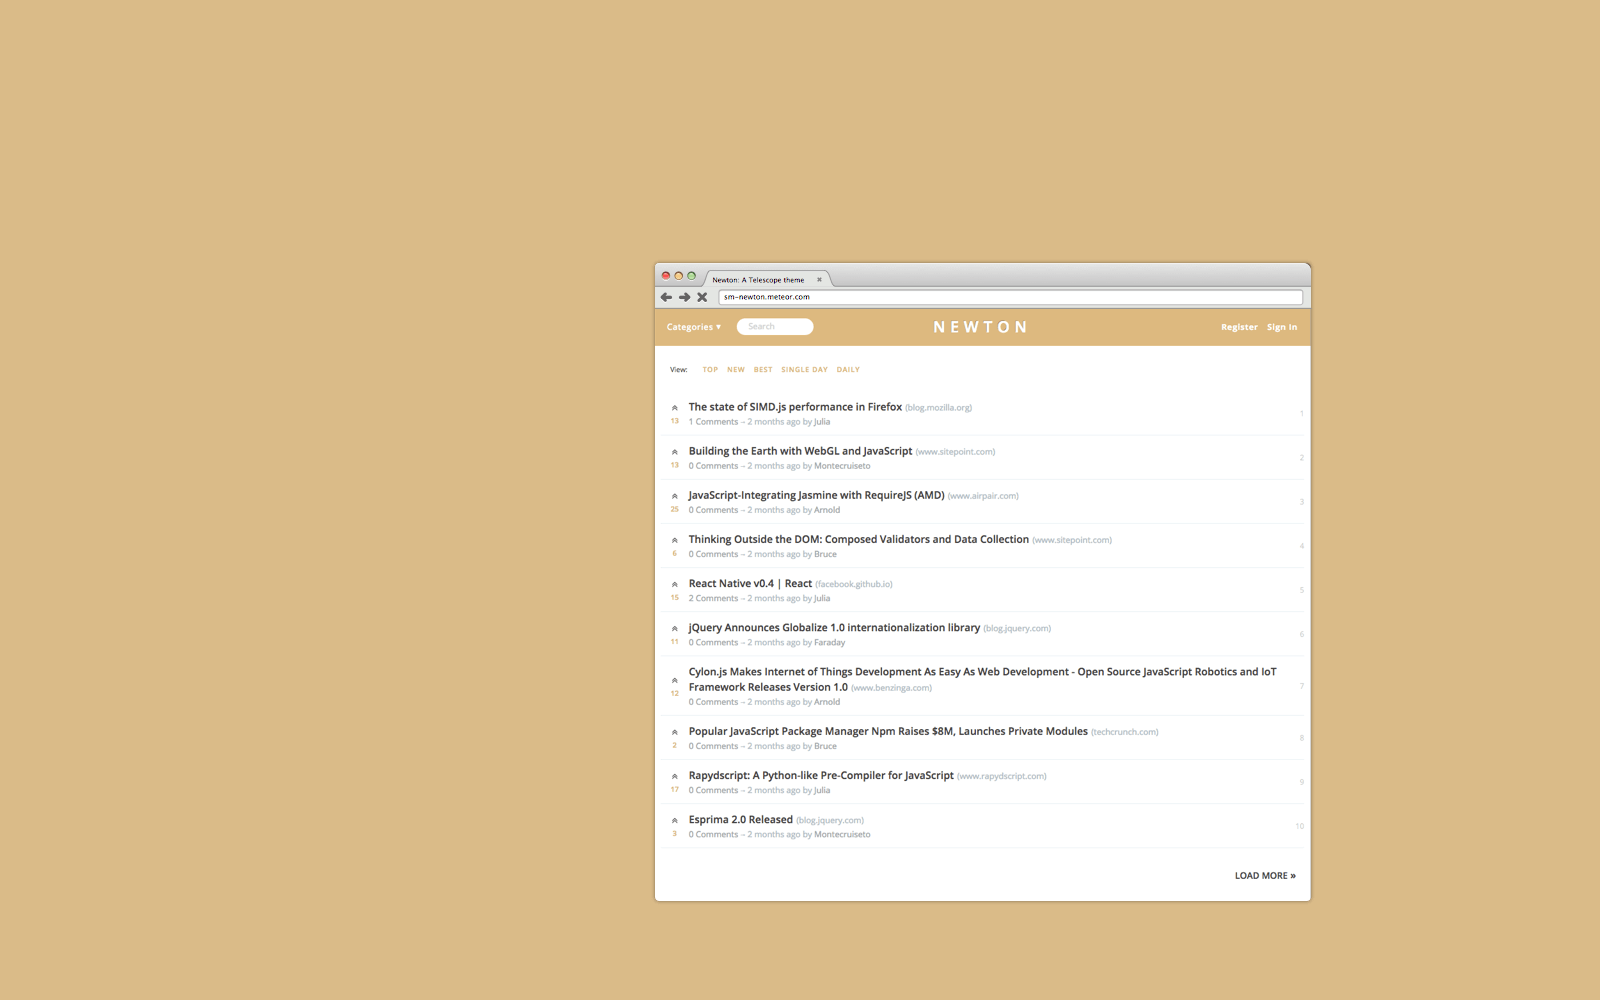 Newton: A Telescope theme
sm-newton.meteor.com
Categories ▾ Search NEWTON Register Sign In
View: TOP NEW BEST SINGLE DAY DAILY
The state of SIMD.js performance in Firefox (blog.mozilla.org) 1
13 1 Comments – 2 months ago by Julia
Building the Earth with WebGL and JavaScript (www.sitepoint.com) 2
13 0 Comments – 2 months ago by Montecruiseto
JavaScript-Integrating Jasmine with RequireJS (AMD) (www.airpair.com) 3
25 0 Comments – 2 months ago by Arnold
Thinking Outside the DOM: Composed Validators and Data Collection (www.sitepoint.com) 4
6 0 Comments – 2 months ago by Bruce
React Native v0.4 | React (facebook.github.io) 5
15 2 Comments – 2 months ago by Julia
jQuery Announces Globalize 1.0 internationalization library (blog.jquery.com) 6
11 0 Comments – 2 months ago by Faraday
Cylon.js Makes Internet of Things Development As Easy As Web Development - Open Source JavaScript Robotics and IoT
Framework Releases Version 1.0 (www.benzinga.com) 7
12 0 Comments – 2 months ago by Arnold
Popular JavaScript Package Manager Npm Raises $8M, Launches Private Modules (techcrunch.com) 8
2 0 Comments – 2 months ago by Bruce
Rapydscript: A Python-like Pre-Compiler for JavaScript (www.rapydscript.com) 9
17 0 Comments – 2 months ago by Julia
Esprima 2.0 Released (blog.jquery.com) 10
3 0 Comments – 2 months ago by Montecruiseto
LOAD MORE »